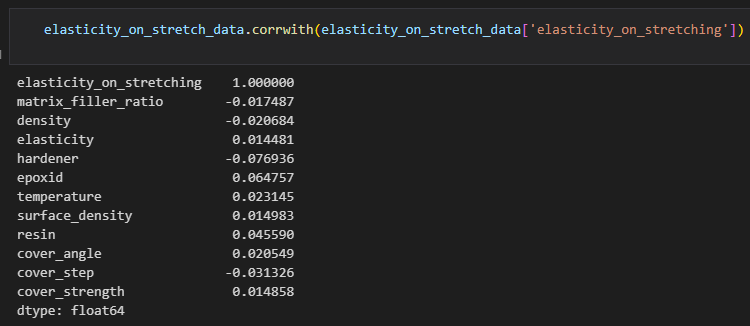 elasticity_on_stretch_data.corrwith(elasticity_on_stretch_data['elasticity_on_stretching'])
elasticity_on_stretching    1.000000
matrix_filler_ratio        -0.017487
density                    -0.020684
elasticity                  0.014481
hardener                   -0.076936
epoxid                      0.064757
temperature                 0.023145
surface_density             0.014983
resin                       0.045590
cover_angle                 0.020549
cover_step                 -0.031326
cover_strength              0.014858
dtype: float64